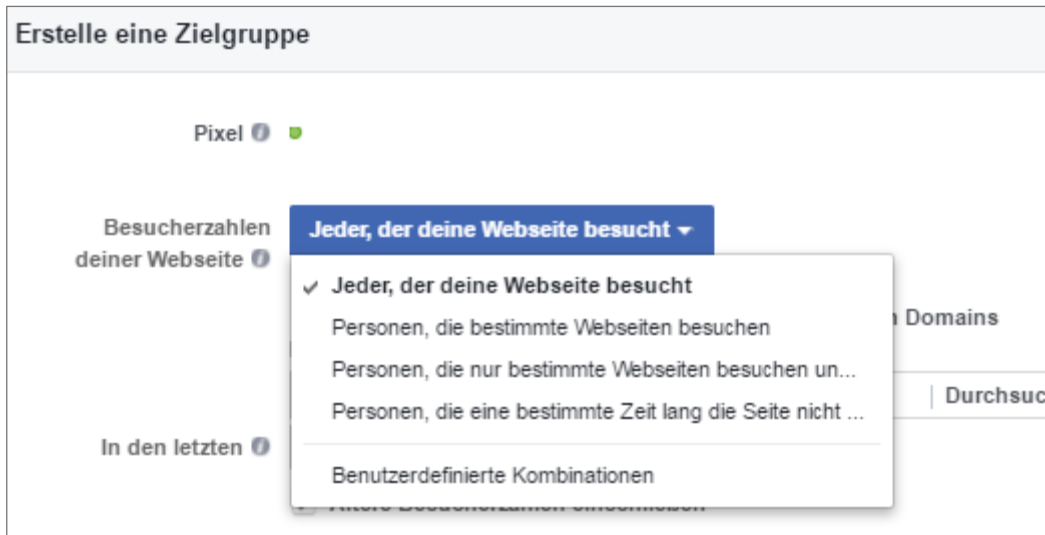 Erstelle eine Zielgruppe
Pixel
Besucherzahlen
deiner Webseite
Jeder, der deine Webseite besucht
Jeder, der deine Webseite besucht
Personen, die bestimmte Webseiten besuchen
Domains
Personen, die nur bestimmte Webseiten besuchen un...
Durchsuc
Personen, die eine bestimmte Zeit lang die Seite nicht ...
In den letzten
Benutzerdefinierte Kombinationen